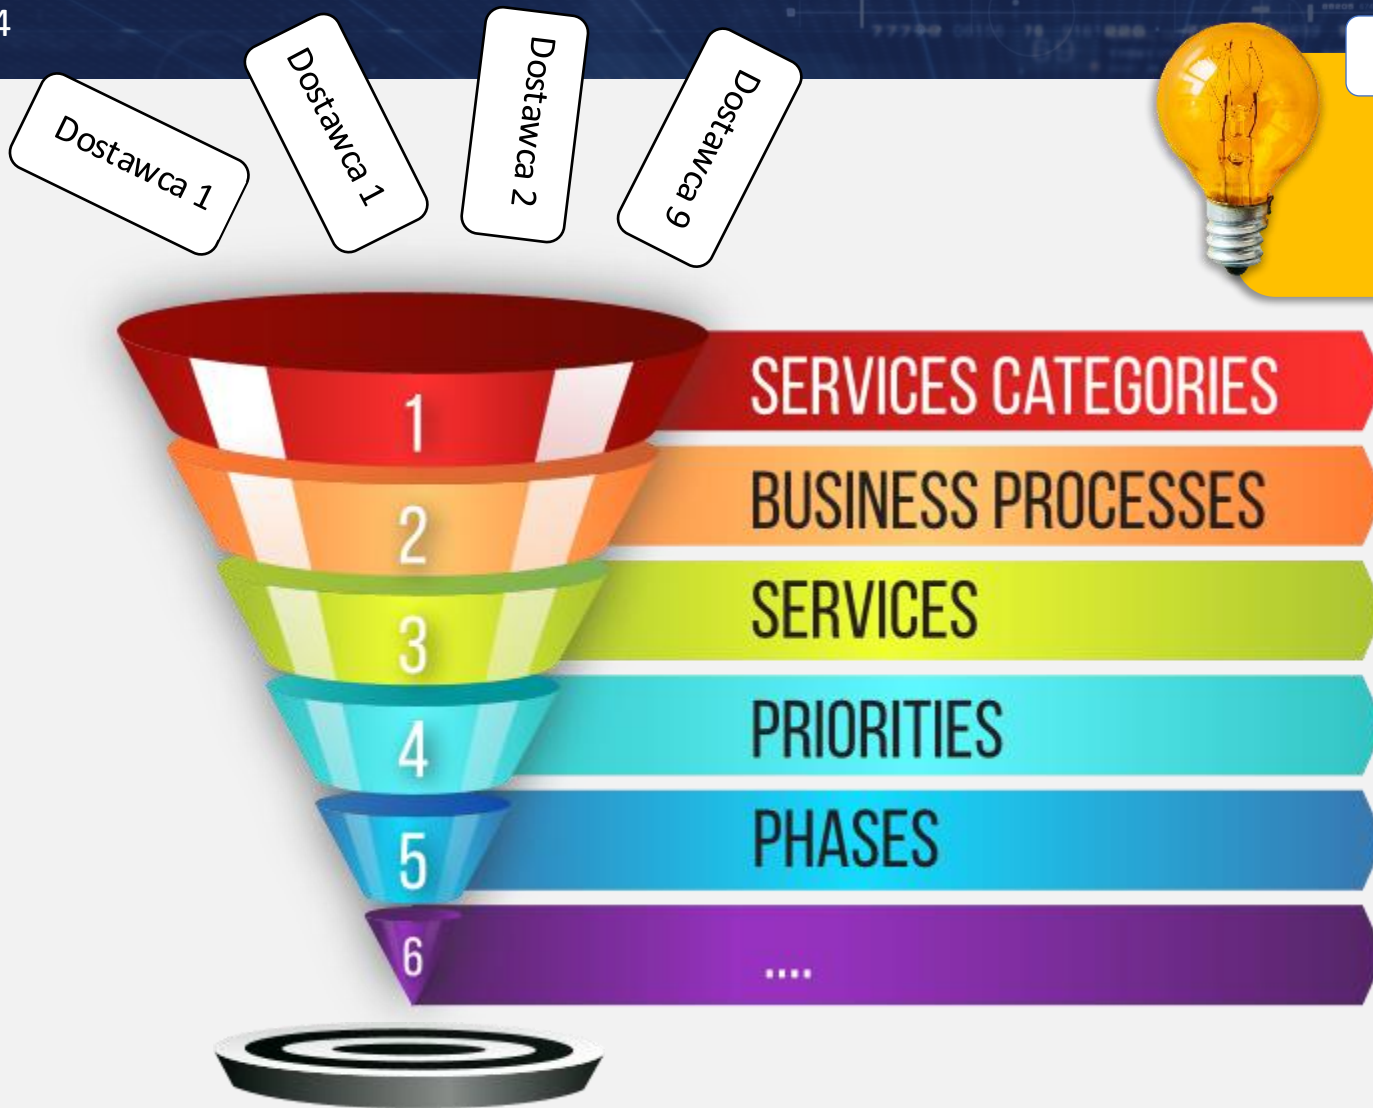 4
Dostawca 1
Dostawca 1
Dostawca 2
Dostawca 9
1
SERVICES CATEGORIES
2
BUSINESS PROCESSES
3
SERVICES
4
PRIORITIES
5
PHASES
6
....